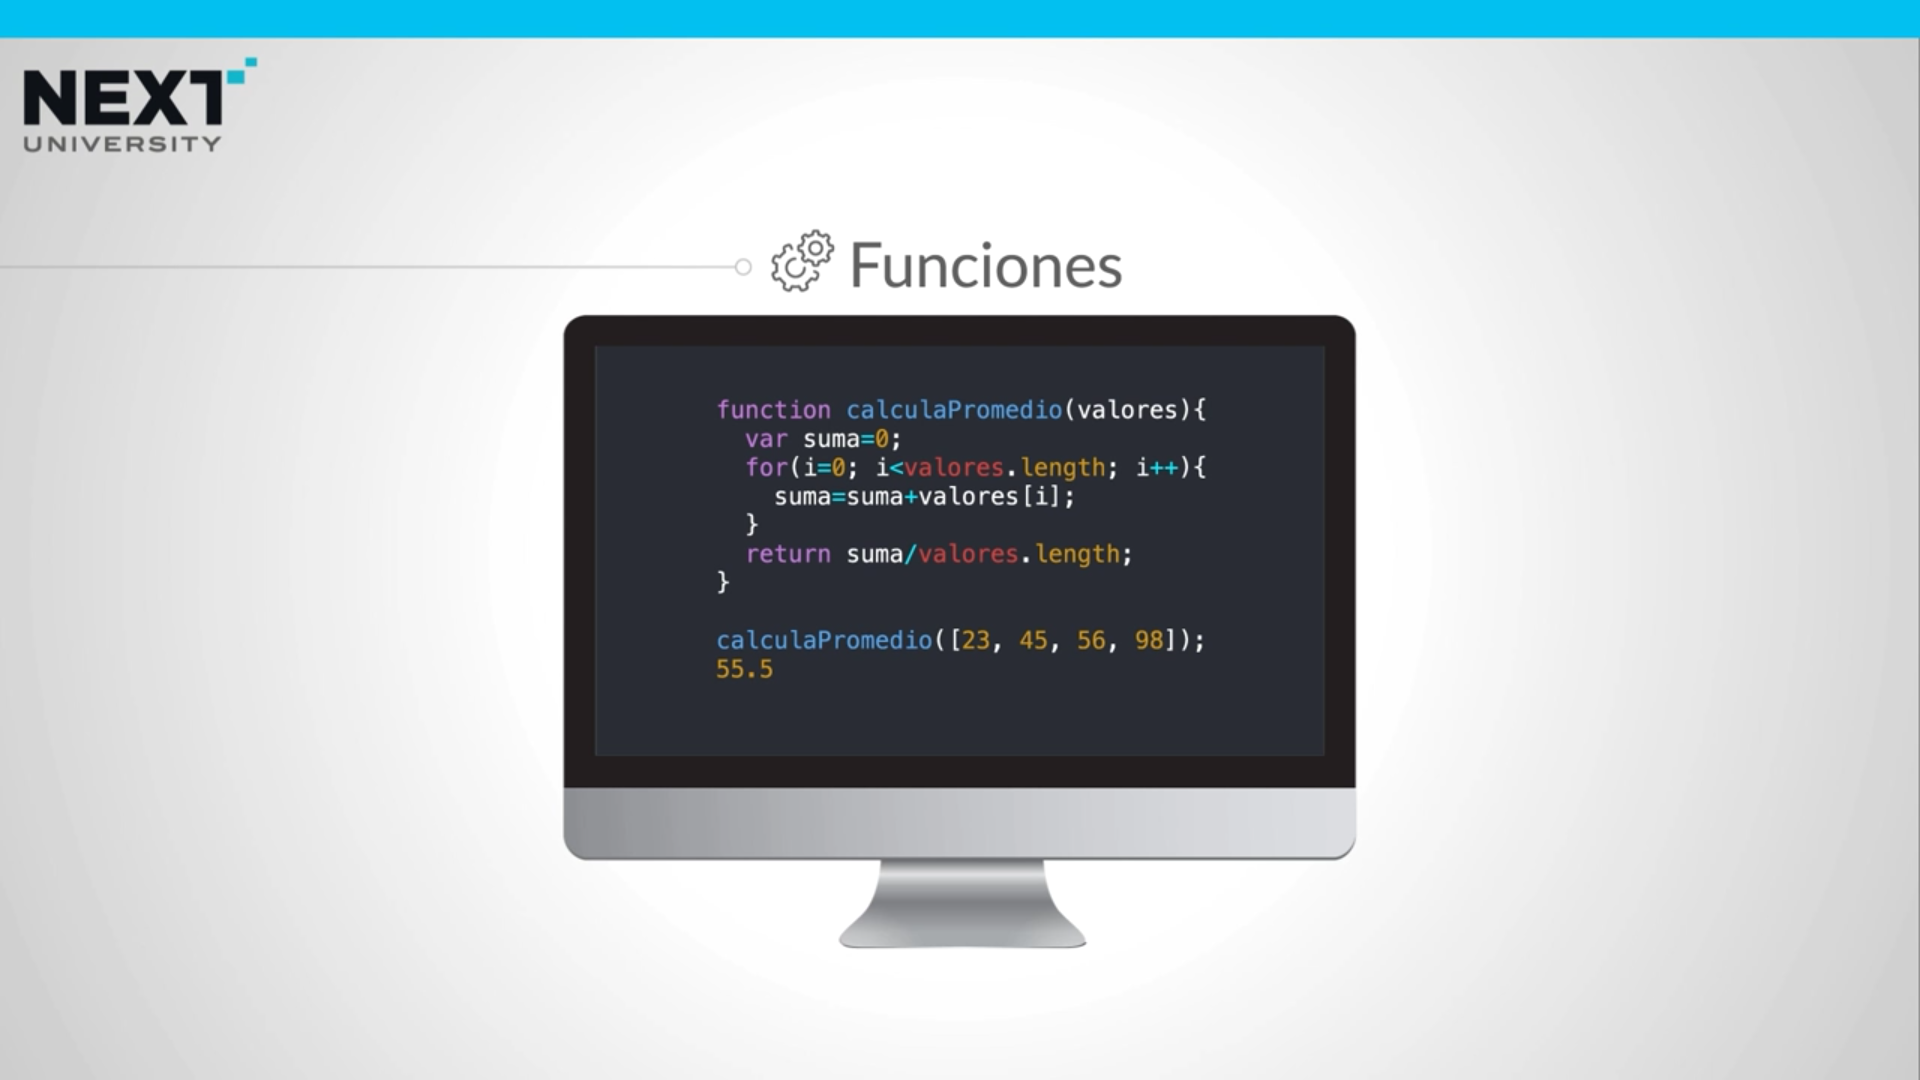 NEXT
UNIVERSITY
Funciones
function calculaPromedio(valores){
  var suma=0;
  for(i=0; i<valores.length; i++){
    suma=suma+valores[i];
  }
  return suma/valores.length;
}
calculaPromedio([23, 45, 56, 98]);
55.5